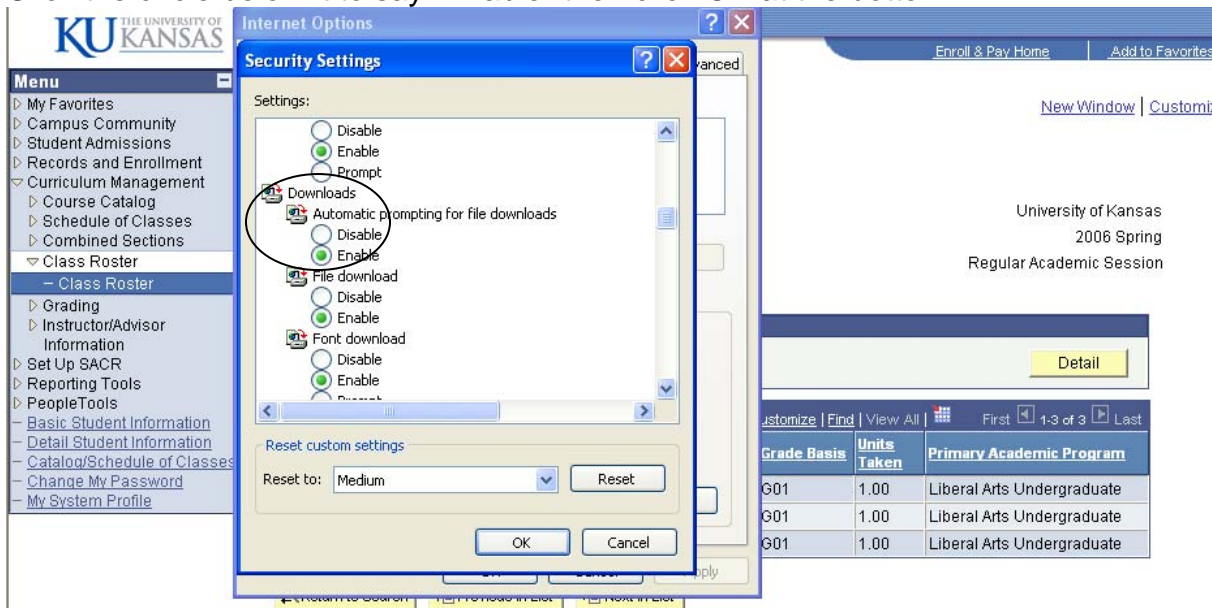 THE UNIVERSITY OF
KU KANSAS
Menu
My Favorites
Campus Community
Student Admissions
Records and Enrollment
Curriculum Management
Course Catalog
Schedule of Classes
Combined Sections
Class Roster
– Class Roster
Grading
Instructor/Advisor
Information
Set Up SACR
Reporting Tools
PeopleTools
– Basic Student Information
– Detail Student Information
– Catalog/Schedule of Classes
– Change My Password
– My System Profile
Internet Options
Security Settings
Settings:
Disable
Enable
Prompt
Downloads
Automatic prompting for file downloads
Disable
Enable
File download
Disable
Enable
Font download
Disable
Enable
Reset custom settings
Reset to: Medium Reset
OK Cancel
Enroll & Pay Home Add to Favorites
New Window |
University of Kansas
2006 Spring
Regular Academic Session
Detail
| Find | View All | First 1-3 of 3 Last
Grade Basis Units Taken Primary Academic Program
G01 1.00 Liberal Arts Undergraduate
G01 1.00 Liberal Arts Undergraduate
G01 1.00 Liberal Arts Undergraduate